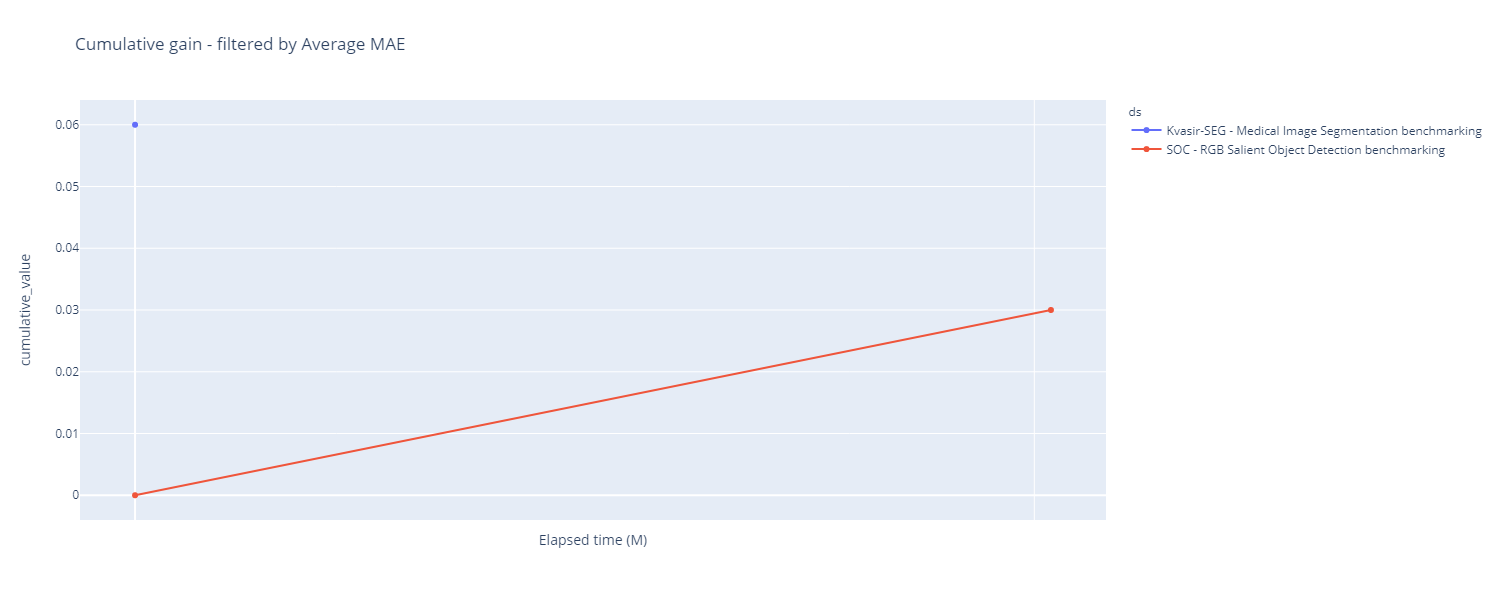 Cumulative gain - filtered by Average MAE
ds
Kvasir-SEG - Medical Image Segmentation benchmarking
SOC - RGB Salient Object Detection benchmarking
0.06
0.05
0.04
0.03
0.02
0.01
0
cumulative_value
Elapsed time (M)